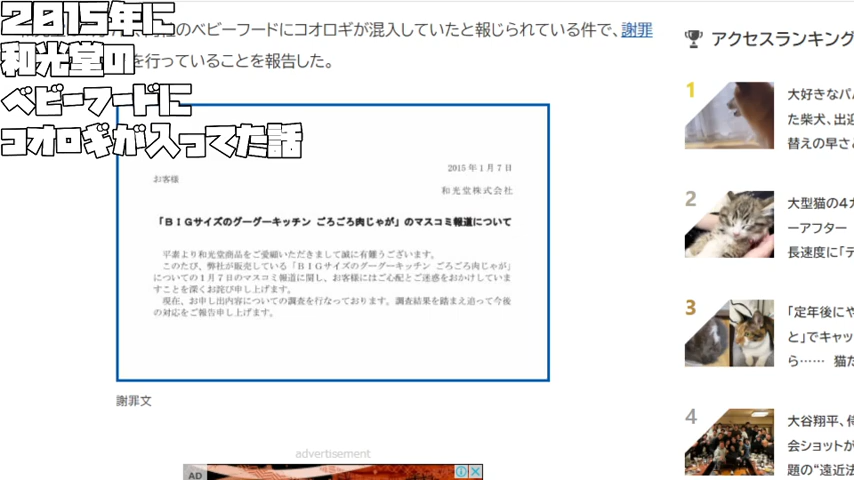 2015年に
和光堂の
ベビーフードに
コオロギが入ってた話
のベビーフードにコオロギが混入していたと報じられている件で、謝罪
を行っていることを報告した。
2015年1月7日
お客様
和光堂株式会社
「BIGサイズのグーグーキッチン ごろごろ肉じゃが」のマスコミ報道について
平素より和光堂商品をご愛顧いただきまして誠に有難うございます。
このたび、弊社が販売している「BIGサイズのグーグーキッチン ごろごろ肉じゃが」
についての1月7日のマスコミ報道に関し、お客様にはご心配とご迷惑をおかけしていま
すことを深くお詫び申し上げます。
現在、お申し出内容についての調査を行なっております。調査結果を踏まえ追って今後
の対応をご報告申し上げます。
謝罪文
advertisement
AD
アクセスランキング
1
大好きなパ
た柴犬、出迎
替えの早さと
2
大型猫の4カ
ーアフター
長速度に「デ
3
「定年後にや
と」でキャッ
ら…… 猫た
4
大谷翔平、侍
会ショットが
題の“遠近法